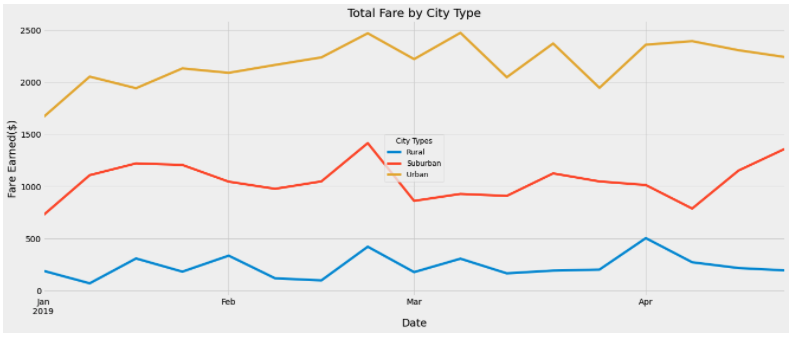 Total Fare by City Type
Fare Earned($)
2500
2000
1500
1000
500
0
City Types
Rural
Suburban
Urban
Jan
2019
Feb
Mar
Apr
Date